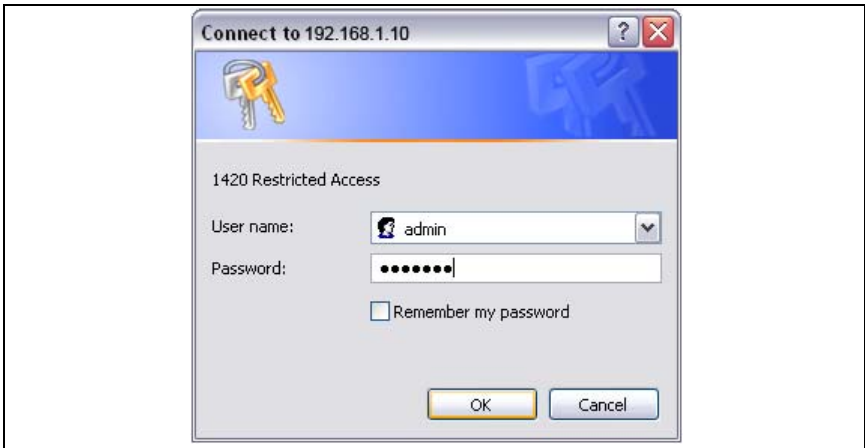 Connect to 192.168.1.10
1420 Restricted Access
User name:
admin
Password:
•••••••
Remember my password
OK
Cancel